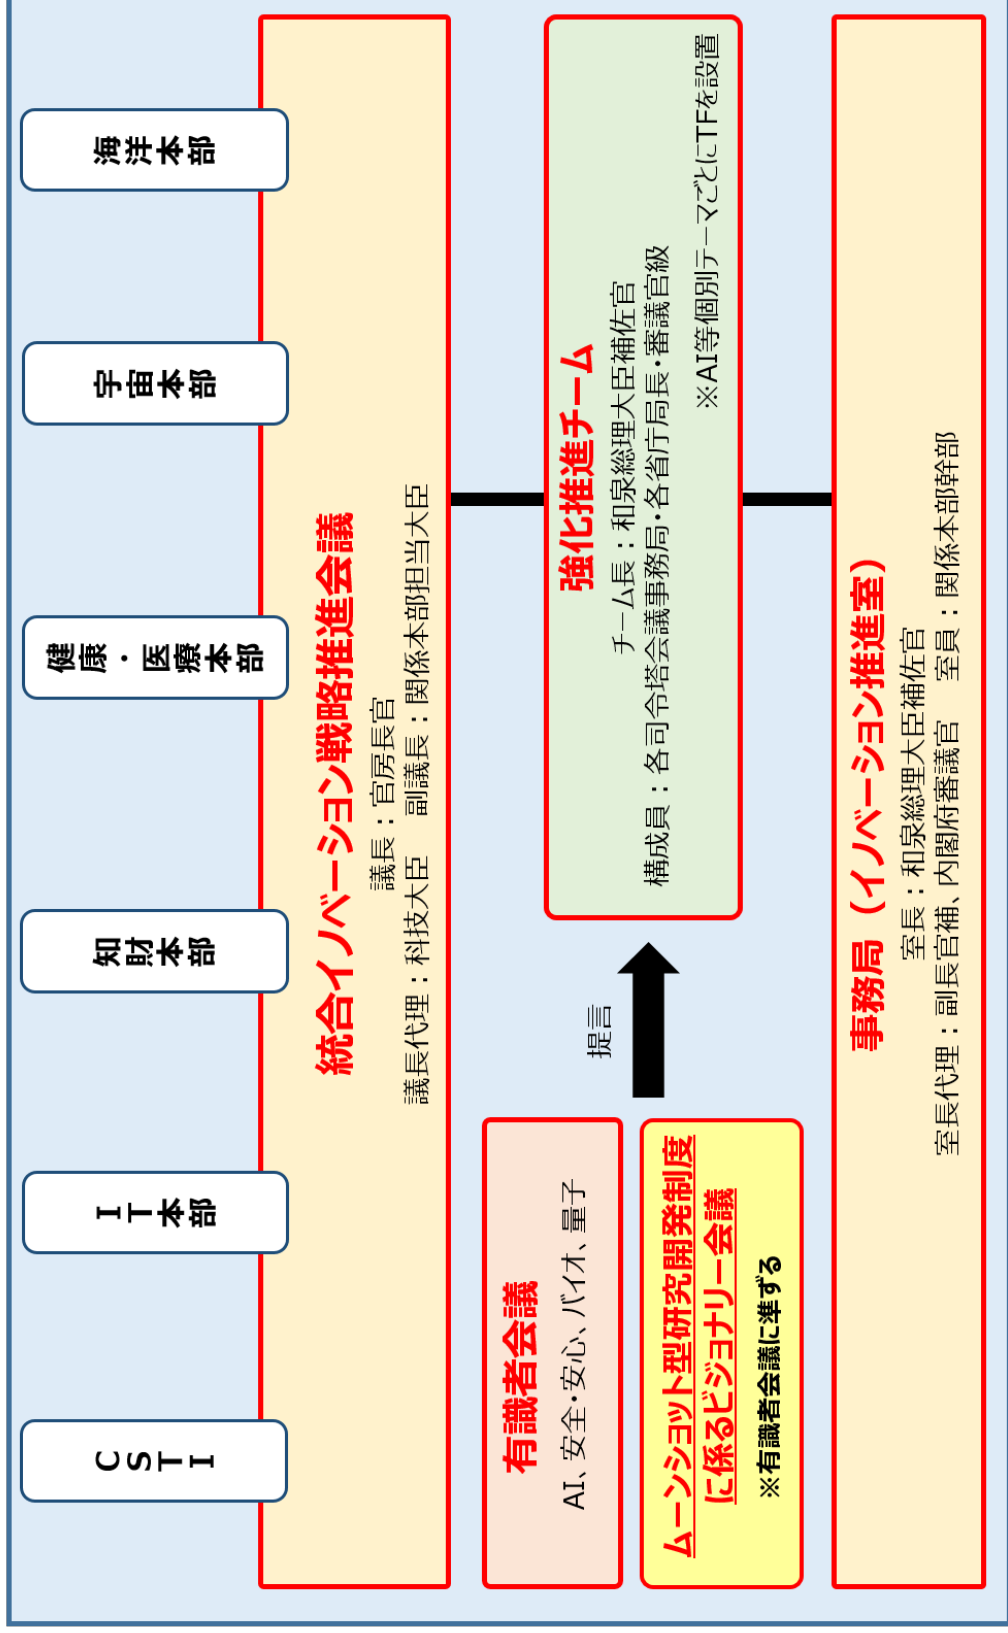 CSTI
IT本部
知財本部
健康・医療本部
宇宙本部
海洋本部
統合イノベーション戦略推進会議
議長：官房長官
議長代理：科技大臣　副議長：関係本部担当大臣
有識者会議
AI、安全・安心、バイオ、量子
ムーンショット型研究開発制度
に係るビジョナリー会議
※有識者会議に準ずる
提言
強化推進チーム
チーム長：和泉総理大臣補佐官
構成員：各司令塔会議事務局・各省庁局長・審議官級
※AI等個別テーマごとにTFを設置
事務局（イノベーション推進室）
室長：和泉総理大臣補佐官
室長代理：副長官補、内閣府審議官　室員：関係本部幹部